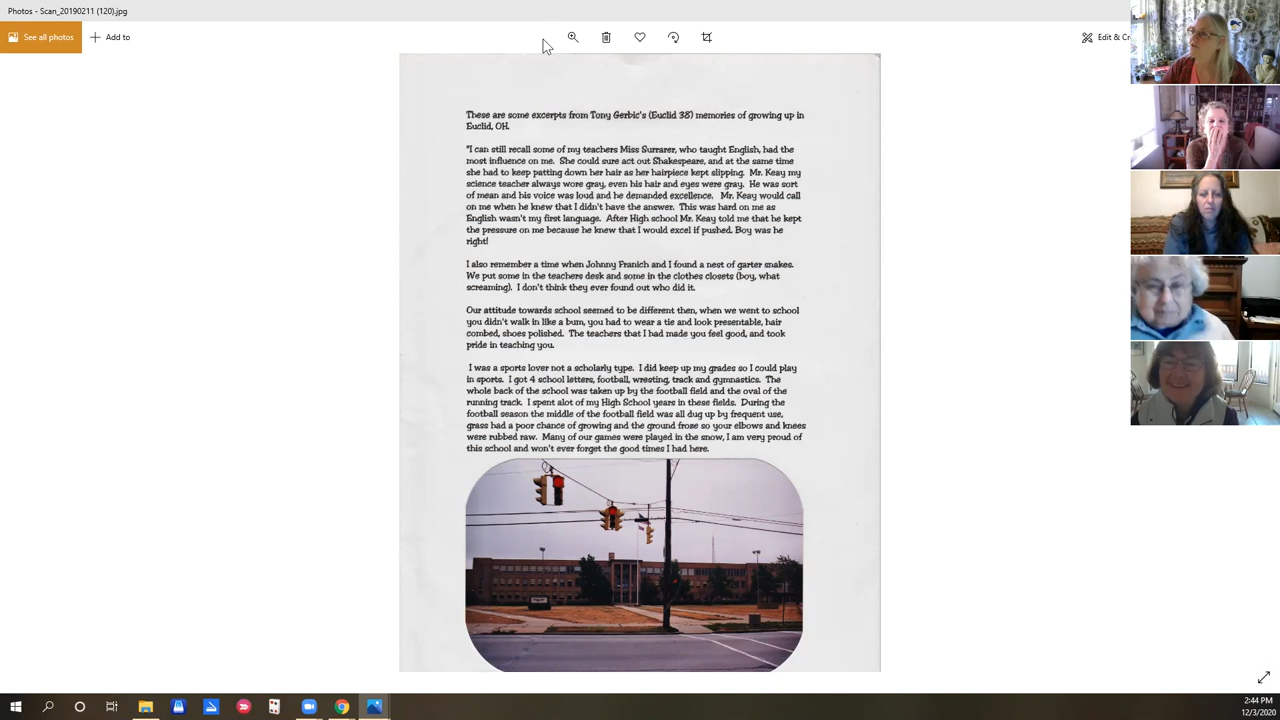 Photos - Scan_20190211 (120).jpg
See all photos
Add to
Edit & Cr
These are some excerpts from Tony Gerbic's (Euclid 38) memories of growing up in
Euclid, OH.
"I can still recall some of my teachers Miss Surrarer, who taught English, had the
most influence on me. She could sure act out Shakespeare, and at the same time
she had to keep patting down her hair as her hairpiece kept slipping. Mr. Keay my
science teacher always wore gray, even his hair and eyes were gray. He was sort
of mean and his voice was loud and he demanded excellence. Mr. Keay would call
on me when he knew that I didn't have the answer. This was hard on me as
English wasn't my first language. After High school Mr. Keay told me that he kept
the pressure on me because he knew that I would excel if pushed. Boy was he
right!
I also remember a time when Johnny Franich and I found a nest of garter snakes.
We put some in the teachers desk and some in the clothes closets (boy, what
screaming). I don't think they ever found out who did it.
Our attitude towards school seemed to be different then, when we went to school
you didn't walk in like a bum, you had to wear a tie and look presentable, hair
combed, shoes polished. The teachers that I had made you feel good, and took
pride in teaching you.
I was a sports lover not a scholarly type. I did keep up my grades so I could play
in sports. I got 4 school letters, football, wresting, track and gymnastics. The
whole back of the school was taken up by the football field and the oval of the
running track. I spent alot of my High School years in these fields. During the
football season the middle of the football field was all dug up by frequent use,
grass had a poor chance of growing and the ground froze so your elbows and knees
were rubbed raw. Many of our games were played in the snow, I am very proud of
this school and won't ever forget the good times I had here.
2:44 PM
12/3/2020